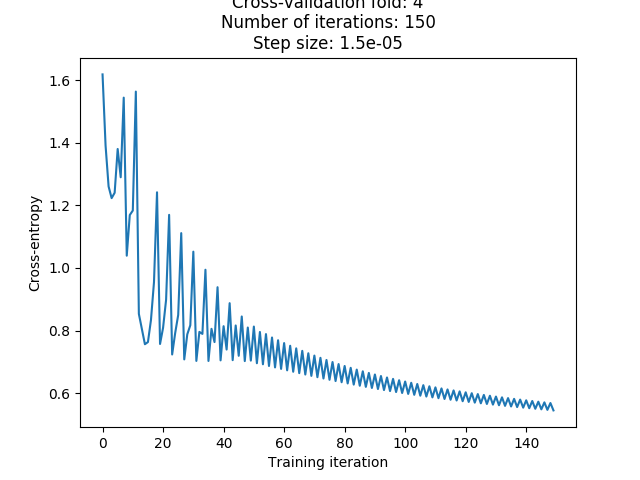 Cross-validation fold: 4
Number of iterations: 150
Step size: 1.5e-05
1.6
1.4
1.2
1.0
0.8
0.6
Cross-entropy
0 20 40 60 80 100 120 140
Training iteration